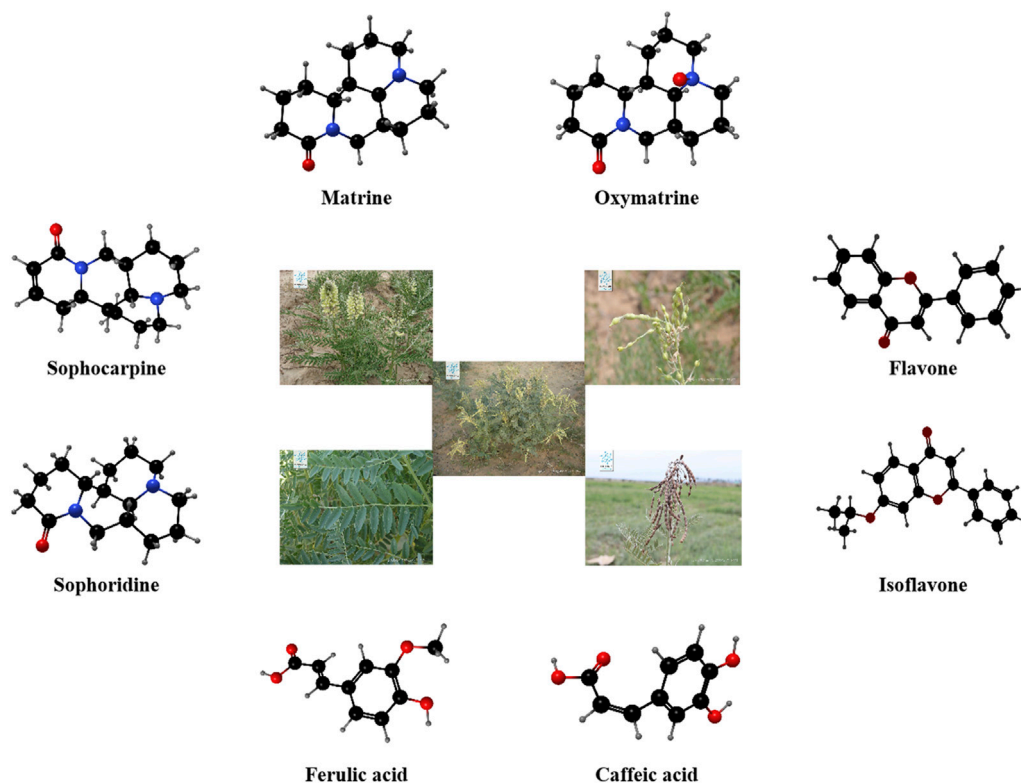 Matrine
Oxymatrine
Sophocarpine
Flavone
Sophoridine
Isoflavone
Ferulic acid
Caffeic acid